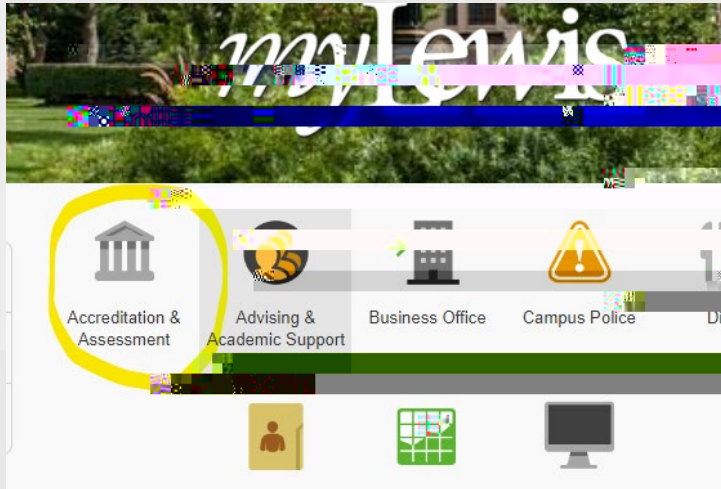 myLewis
Accreditation &
Assessment
Advising &
Academic Support
Business Office
Campus Police